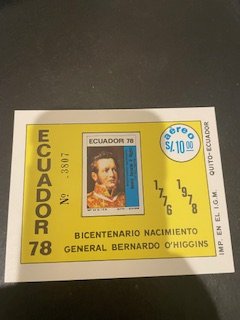 ECUADOR 78
Nº 3807
ECUADOR 78
aéreo
S/. 10.00
1776
1978
QUITO-ECUADOR
IMP. EN EL I.G.M.
BICENTENARIO NACIMIENTO
GENERAL BERNARDO O'HIGGINS